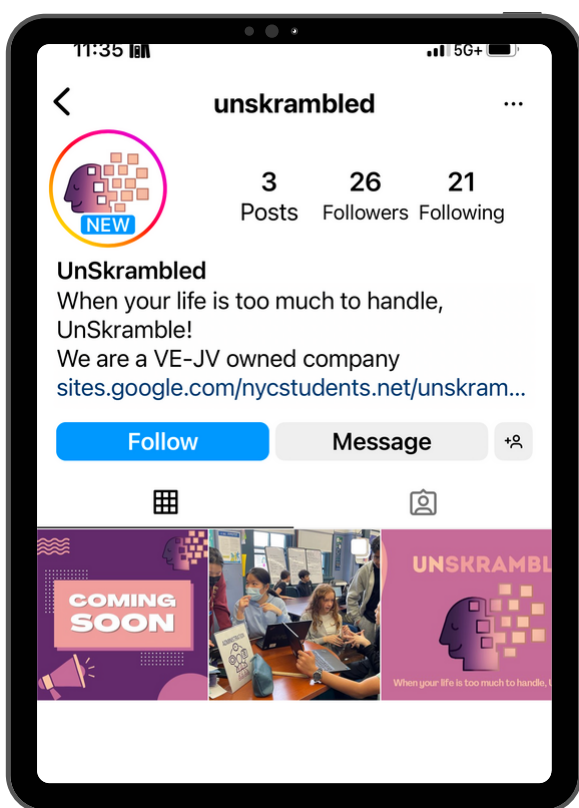 11:35
5G+
unskrambled
...
NEW
3 26 21
Posts Followers Following
UnSkrambled
When your life is too much to handle,
UnSkramble!
We are a VE-JV owned company
sites.google.com/nycstudents.net/unskram...
Follow Message
COMING
SOON
UNSKRAMBL
When your life is too much to handle,